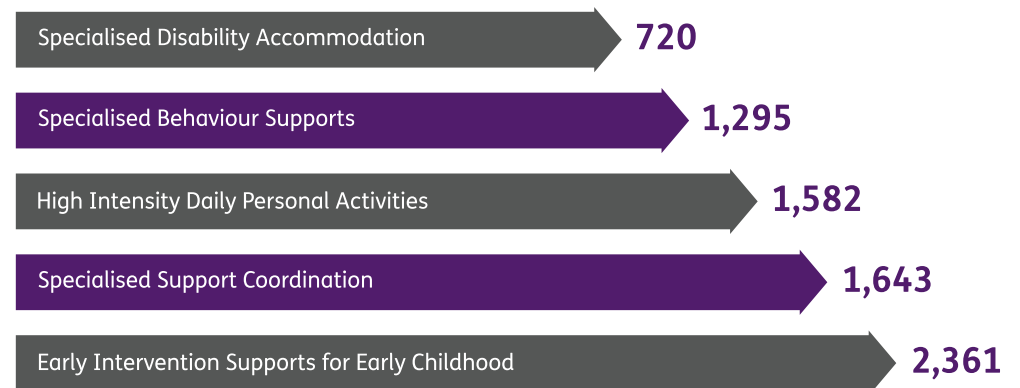 Specialised Disability Accommodation 720
Specialised Behaviour Supports 1,295
High Intensity Daily Personal Activities 1,582
Specialised Support Coordination 1,643
Early Intervention Supports for Early Childhood 2,361